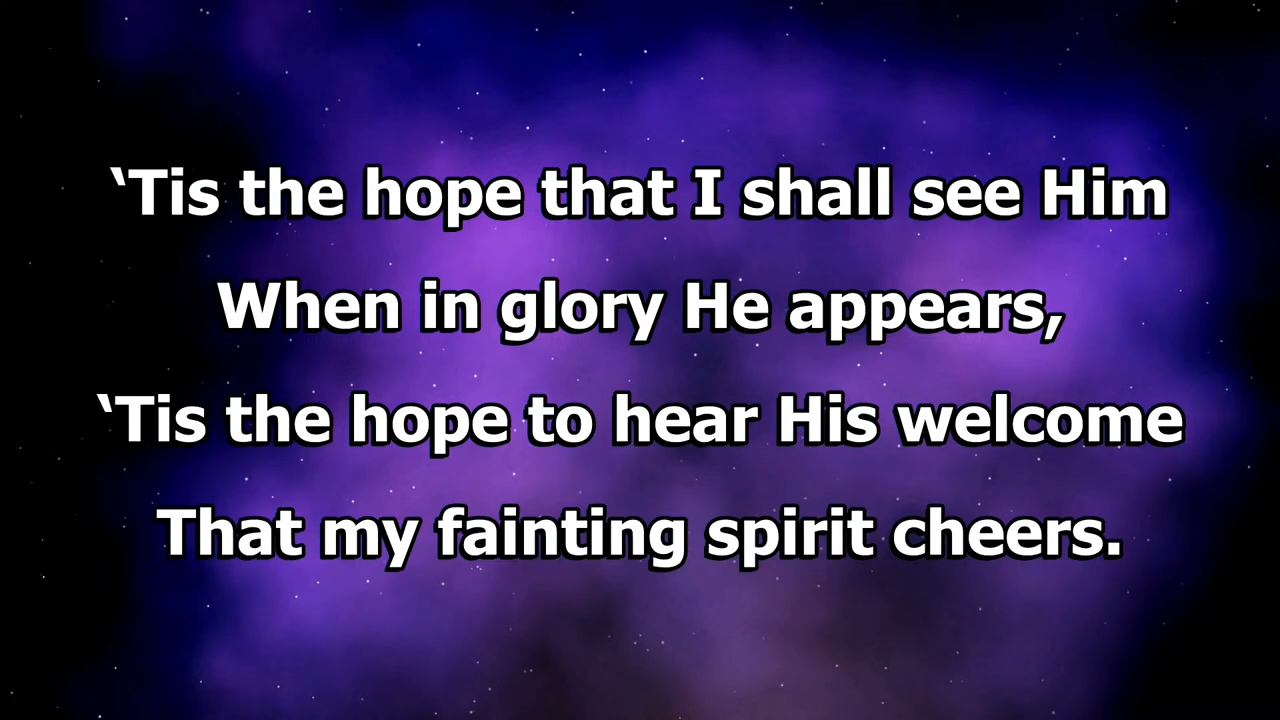 ‘Tis the hope that I shall see Him
When in glory He appears,
‘Tis the hope to hear His welcome
That my fainting spirit cheers.